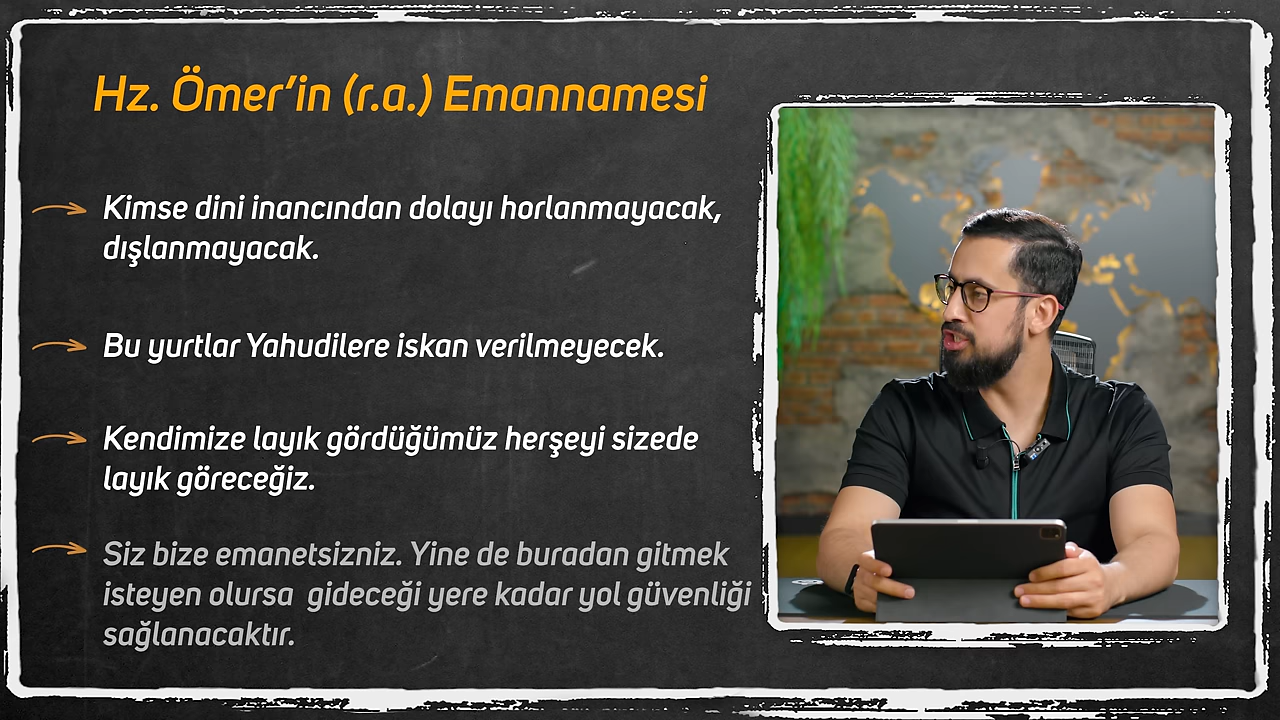 Hz. Ömer'in (r.a.) Emannamesi
Kimse dini inancından dolayı horlanmayacak,
dışlanmayacak.
Bu yurtlar Yahudilere iskan verilmeyecek.
Kendimize layık gördüğümüz herşeyi sizede
layık göreceğiz.
Siz bize emanetsizniz. Yine de buradan gitmek
isteyen olursa gideceği yere kadar yol güvenliği
sağlanacaktır.